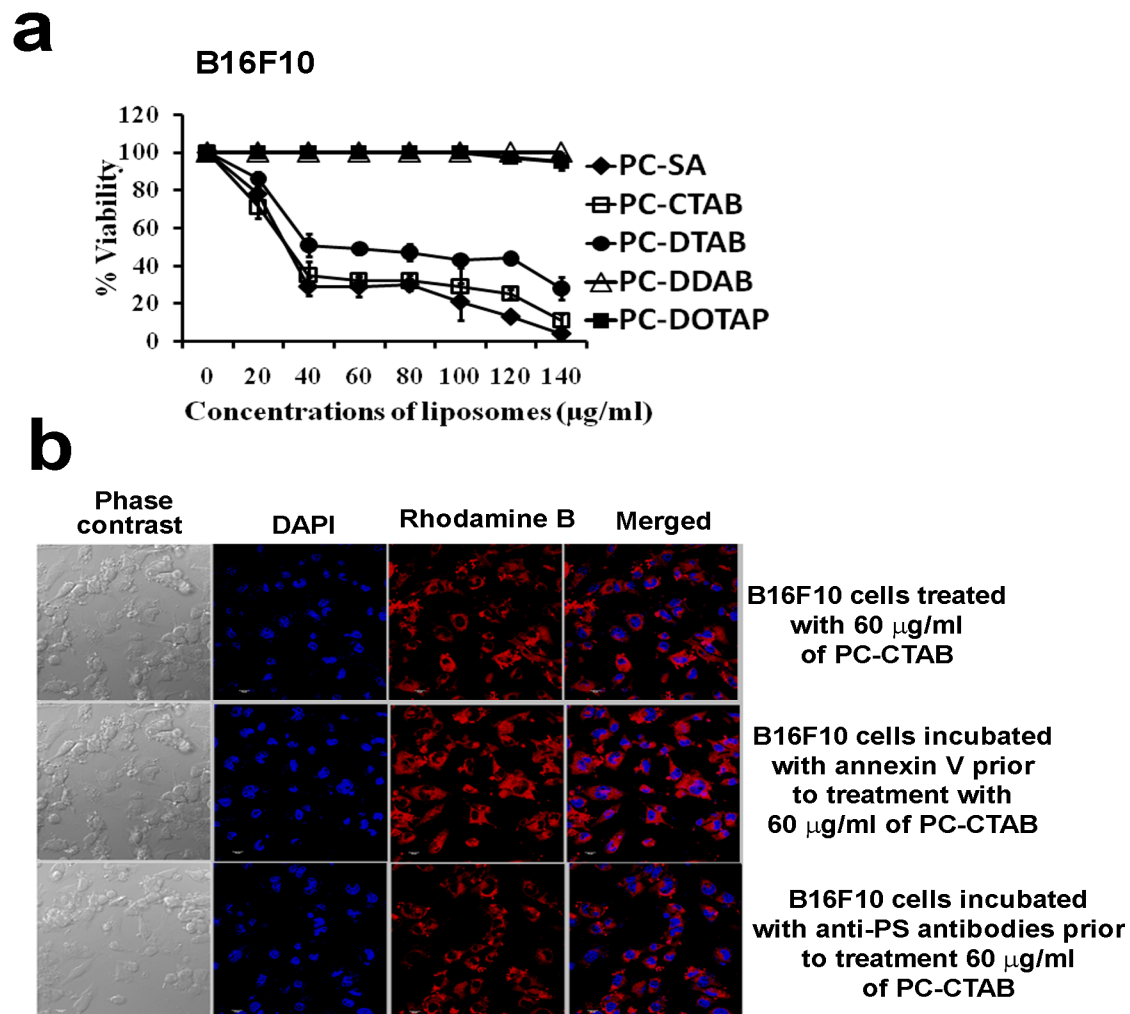 a
B16F10
120
100
80
60
40
20
0
% Viability
0 20 40 60 80 100 120 140
Concentrations of liposomes (µg/ml)
PC-SA
PC-CTAB
PC-DTAB
PC-DDAB
PC-DOTAP
b
Phase
contrast
DAPI
Rhodamine B
Merged
B16F10 cells treated
with 60 µg/ml
of PC-CTAB
B16F10 cells incubated
with annexin V prior
to treatment with
60 µg/ml of PC-CTAB
B16F10 cells incubated
with anti-PS antibodies prior
to treatment 60 µg/ml
of PC-CTAB